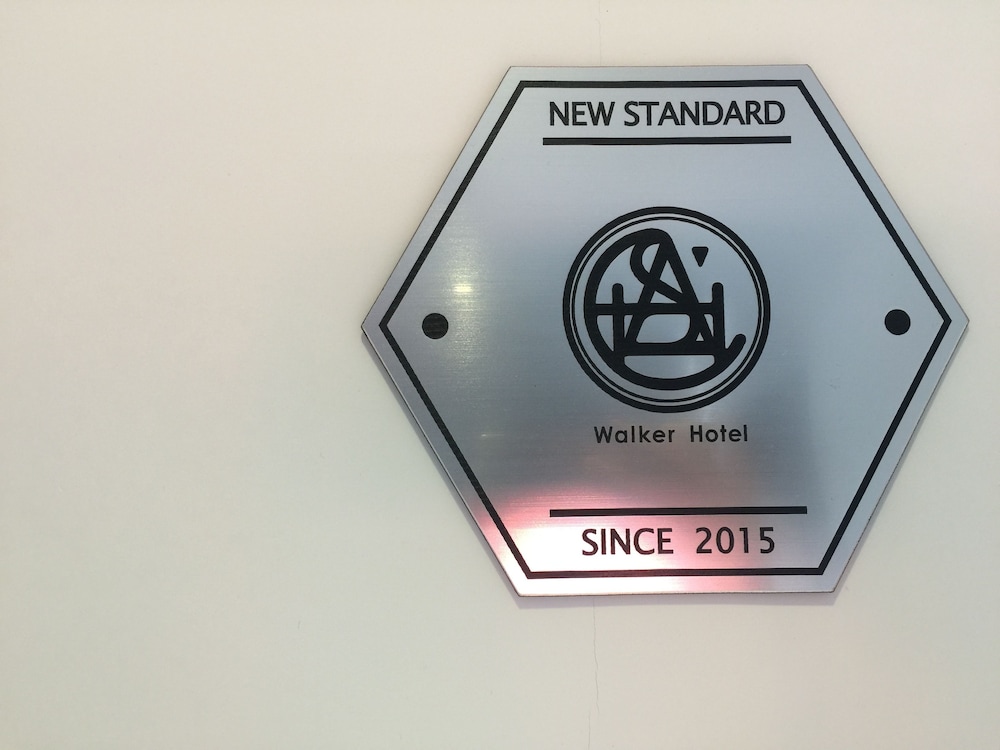 NEW STANDARD
Walker Hotel
SINCE 2015